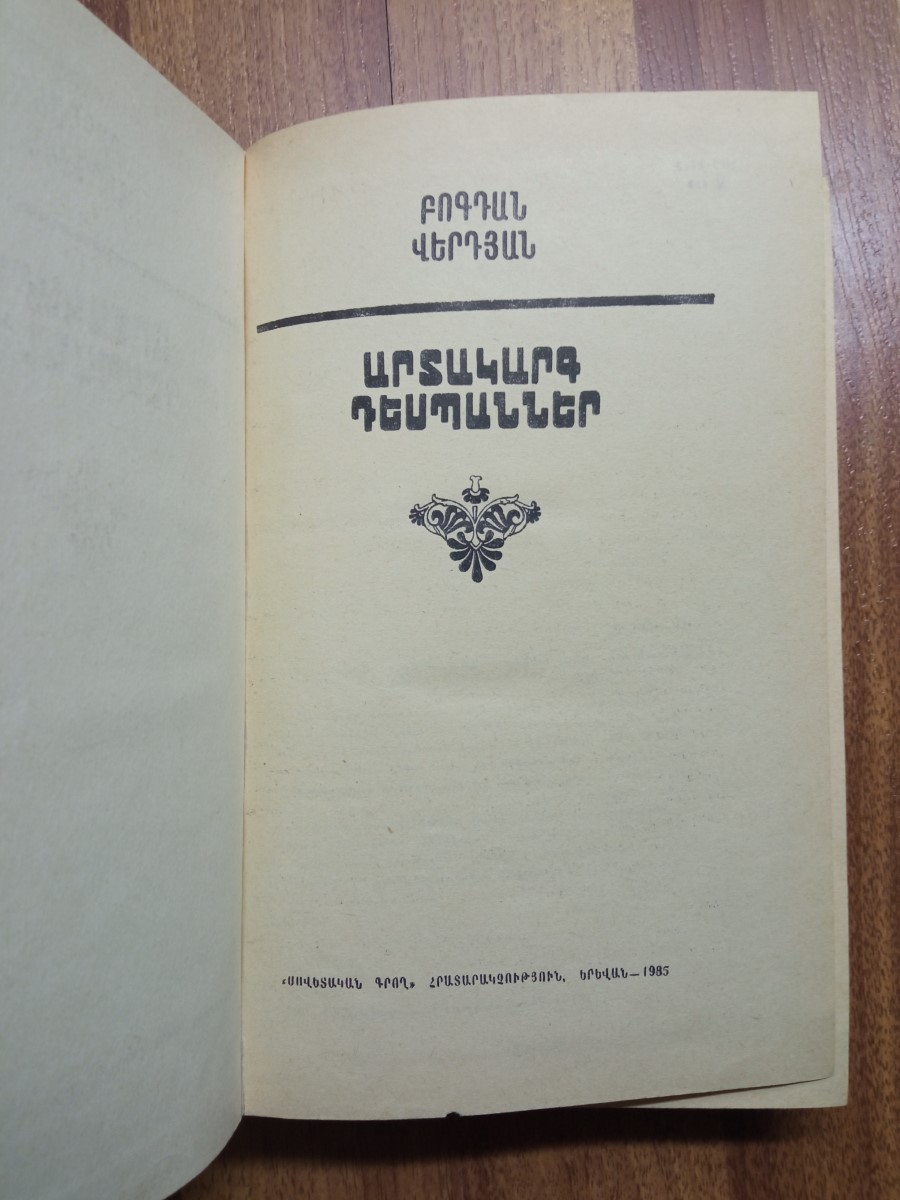 ԲՈԳԴԱՆ
ՎԵՐԴՅԱՆ
ԱՐՏԱԿԱՐԳ
ԴԵՍՊԱՆՆԵՐ
«ՍՈՎԵՏԱԿԱՆ ԳՐՈՂ» ՀՐԱՏԱՐԱԿՉՈՒԹՅՈՒՆ. ԵՐԵՎԱՆ—1985